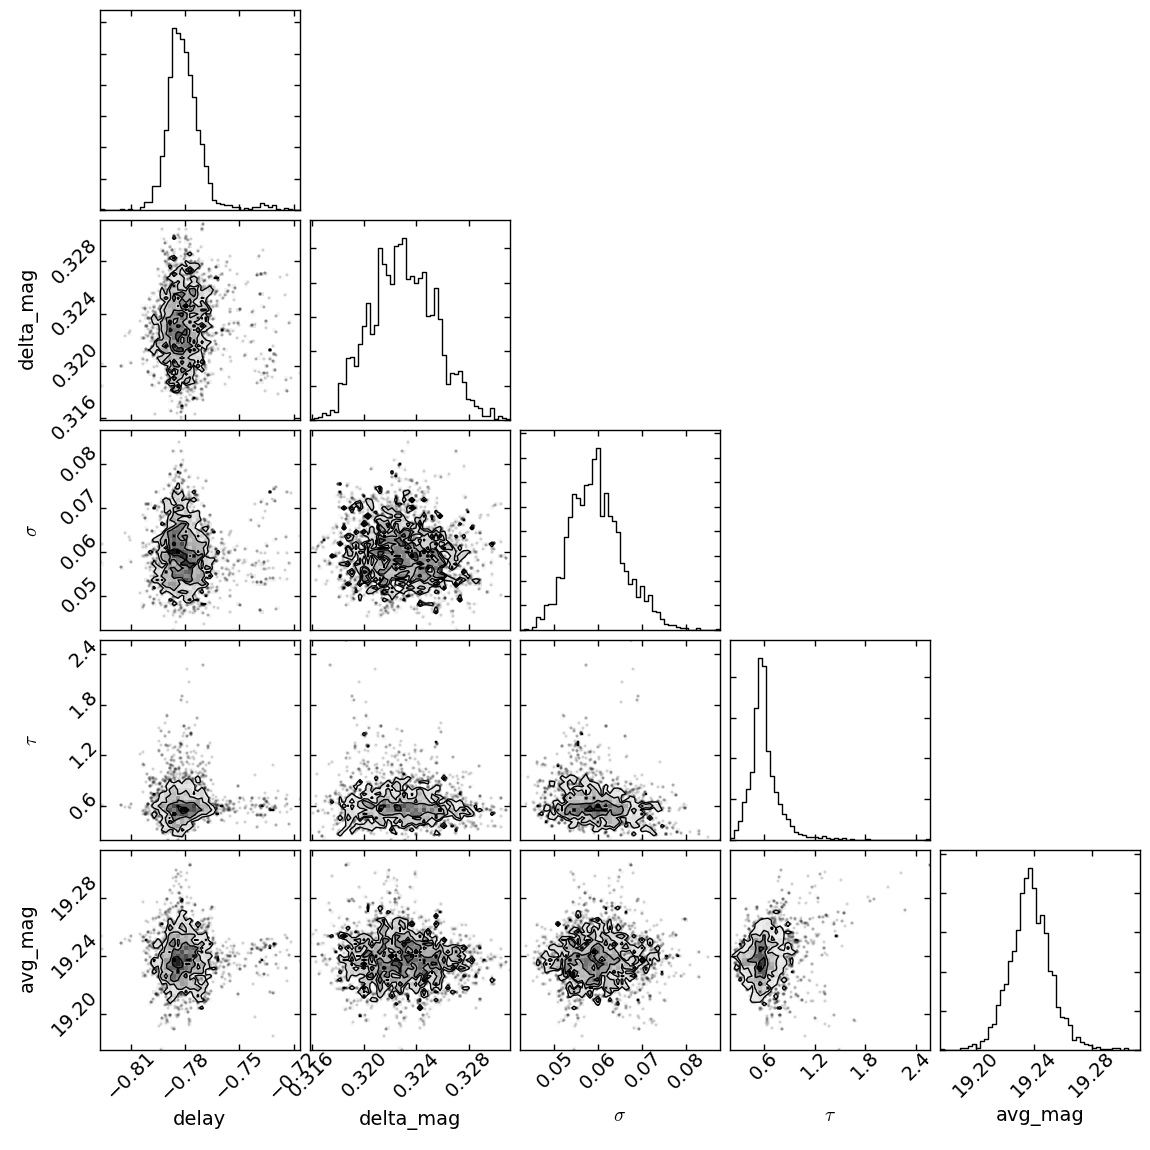 delta_mag
0.328
0.324
0.320
0.316
σ
0.08
0.07
0.06
0.05
τ
2.4
1.8
1.2
0.6
avg_mag
19.28
19.24
19.20
−0.81 −0.78 −0.75 −0.72 0.316 0.320 0.324 0.328 0.05 0.06 0.07 0.08 0.6 1.2 1.8 2.4 19.20 19.24 19.28
delay delta_mag σ τ avg_mag